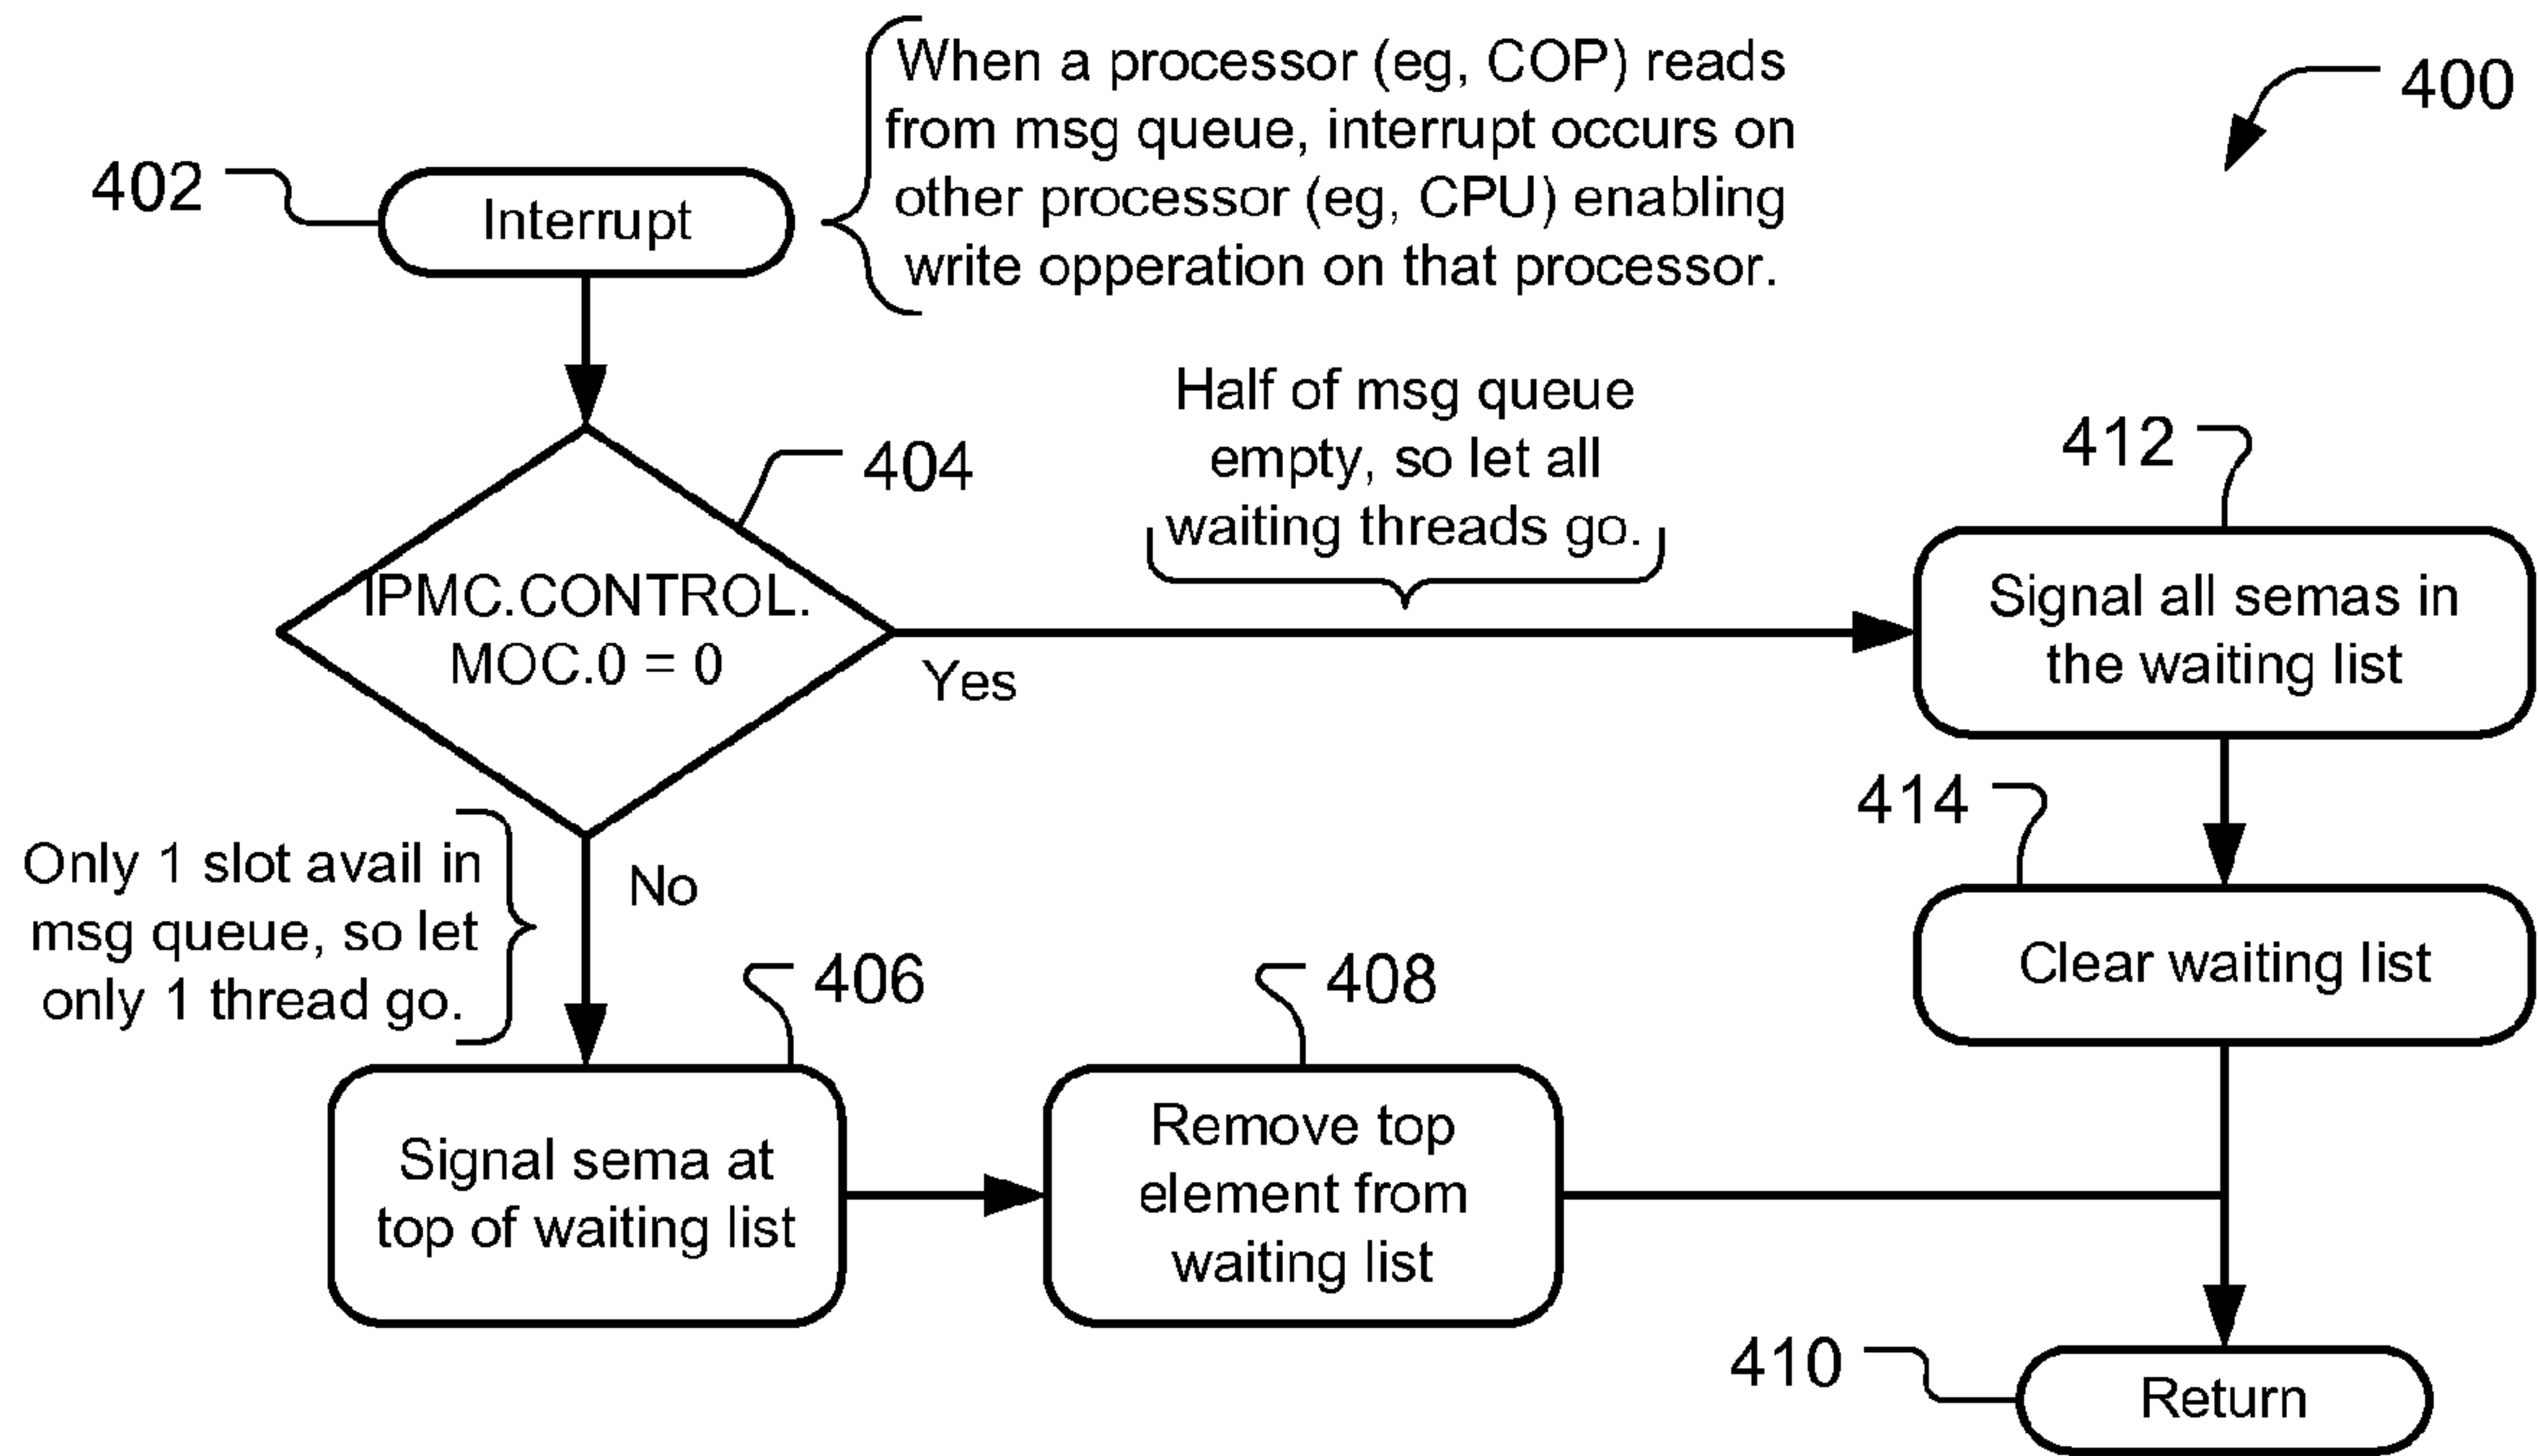 When a processor (eg, COP) reads
from msg queue, interrupt occurs on
other processor (eg, CPU) enabling
write opperation on that processor.
400
402
Interrupt
404
IPMC.CONTROL.
MOC.0 = 0
Yes
Half of msg queue
empty, so let all
waiting threads go.
412
Signal all semas in
the waiting list
414
Clear waiting list
Only 1 slot avail in
msg queue, so let
only 1 thread go.
No
406
Signal sema at
top of waiting list
408
Remove top
element from
waiting list
410
Return